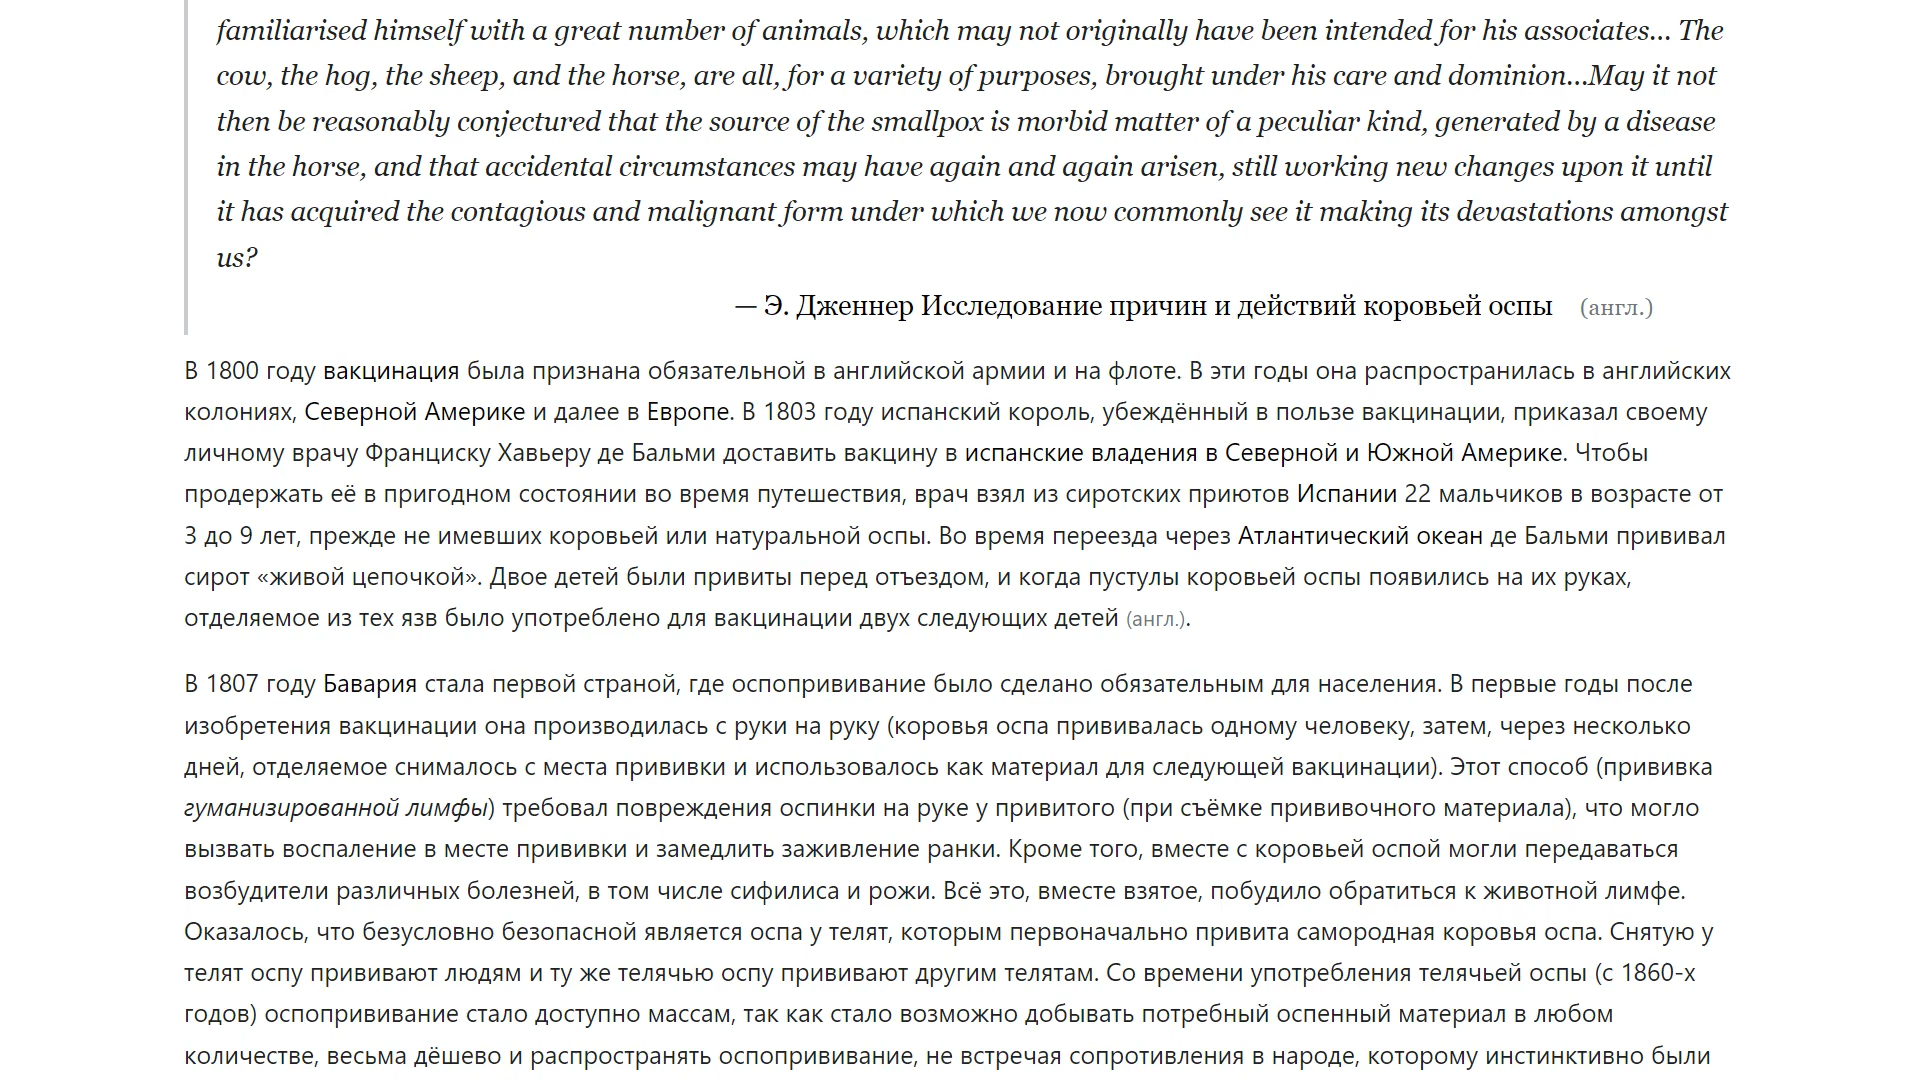 familiarised himself with a great number of animals, which may not originally have been intended for his associates... The
cow, the hog, the sheep, and the horse, are all, for a variety of purposes, brought under his care and dominion...May it not
then be reasonably conjectured that the source of the smallpox is morbid matter of a peculiar kind, generated by a disease
in the horse, and that accidental circumstances may have again and again arisen, still working new changes upon it until
it has acquired the contagious and malignant form under which we now commonly see it making its devastations amongst
us?
— Э. Дженнер Исследование причин и действий коровьей оспы (англ.)
В 1800 году вакцинация была признана обязательной в английской армии и на флоте. В эти годы она распространилась в английских
колониях, Северной Америке и далее в Европе. В 1803 году испанский король, убеждённый в пользе вакцинации, приказал своему
личному врачу Франциску Хавьеру де Бальми доставить вакцину в испанские владения в Северной и Южной Америке. Чтобы
продержать её в пригодном состоянии во время путешествия, врач взял из сиротских приютов Испании 22 мальчиков в возрасте от
3 до 9 лет, прежде не имевших коровьей или натуральной оспы. Во время переезда через Атлантический океан де Бальми прививал
сирот «живой цепочкой». Двое детей были привиты перед отъездом, и когда пустулы коровьей оспы появились на их руках,
отделяемое из тех язв было употреблено для вакцинации двух следующих детей (англ.).
В 1807 году Бавария стала первой страной, где оспопрививание было сделано обязательным для населения. В первые годы после
изобретения вакцинации она производилась с руки на руку (коровья оспа прививалась одному человеку, затем, через несколько
дней, отделяемое снималось с места прививки и использовалось как материал для следующей вакцинации). Этот способ (прививка
гуманизированной лимфы) требовал повреждения оспинки на руке у привитого (при съёмке прививочного материала), что могло
вызвать воспаление в месте прививки и замедлить заживление ранки. Кроме того, вместе с коровьей оспой могли передаваться
возбудители различных болезней, в том числе сифилиса и рожи. Всё это, вместе взятое, побудило обратиться к животной лимфе.
Оказалось, что безусловно безопасной является оспа у телят, которым первоначально привита самородная коровья оспа. Снятую у
телят оспу прививают людям и ту же телячью оспу прививают другим телятам. Со времени употребления телячьей оспы (с 1860-х
годов) оспопрививание стало доступно массам, так как стало возможно добывать потребный оспенный материал в любом
количестве, весьма дёшево и распространять оспопрививание, не встречая сопротивления в народе, которому инстинктивно были